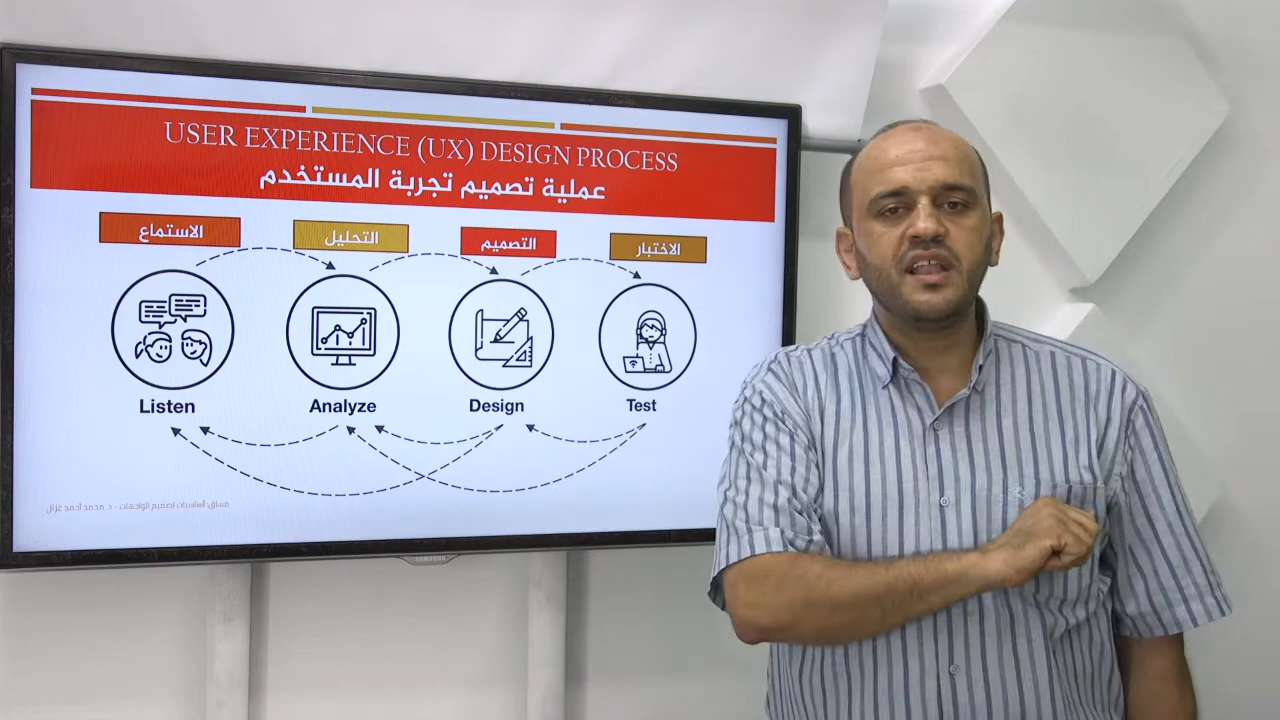 USER EXPERIENCE (UX) DESIGN PROCESS
عملية تصميم تجربة المستخدم
الاستماع
التحليل
التصميم
الاختبار
Listen
Analyze
Design
Test
مساق: أساسيات تصميم الواجهات - د. محمد أحمد غزال
SAMSUNG